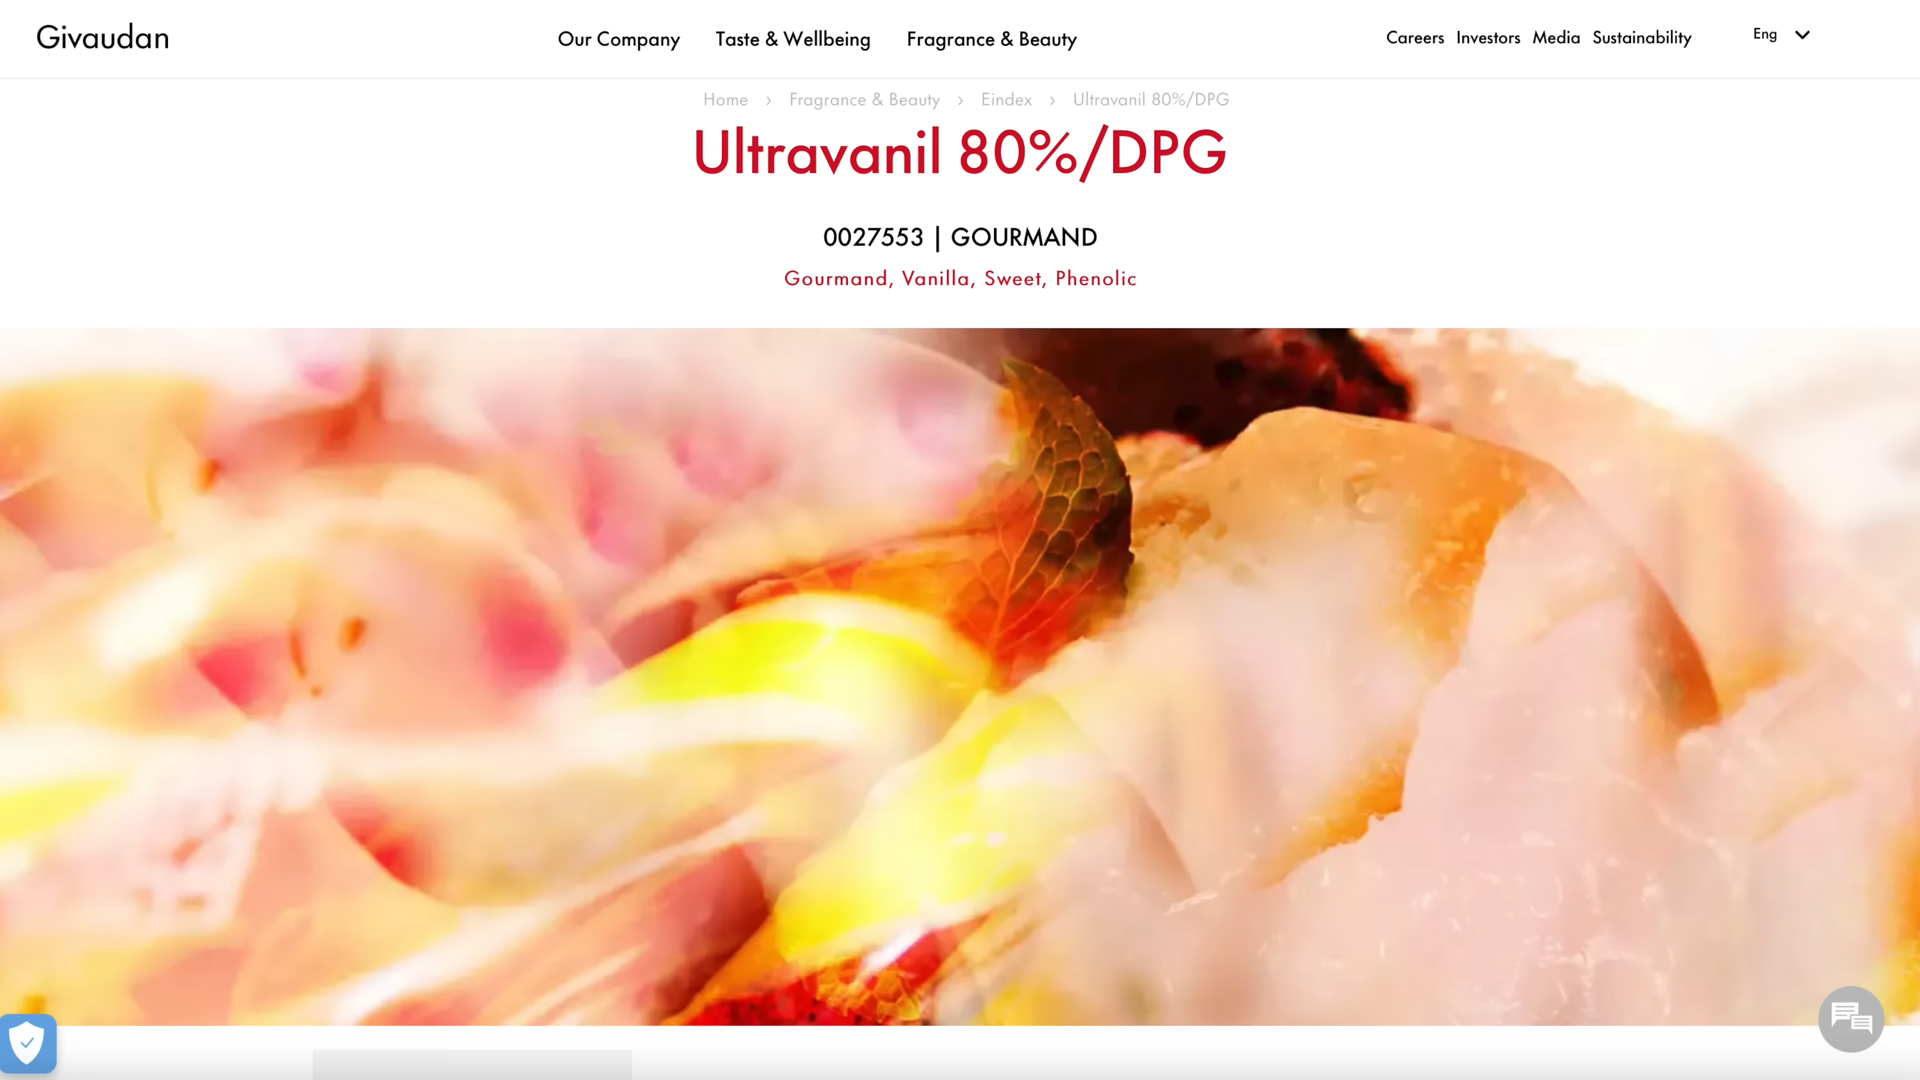 Givaudan
Our Company Taste & Wellbeing Fragrance & Beauty
Careers Investors Media Sustainability
Eng
Home › Fragrance & Beauty › Eindex › Ultravanil 80%/DPG
Ultravanil 80%/DPG
0027553 | GOURMAND
Gourmand, Vanilla, Sweet, Phenolic